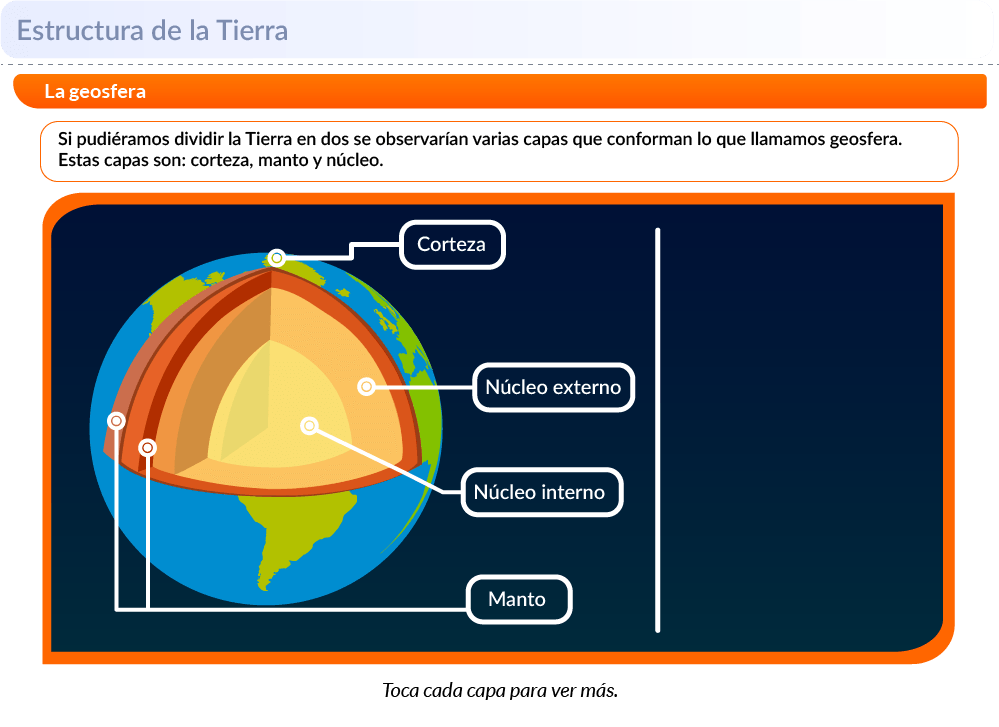 Estructura de la Tierra
La geosfera
Si pudiéramos dividir la Tierra en dos se observarían varias capas que conforman lo que llamamos geosfera.
Estas capas son: corteza, manto y núcleo.
Corteza
Núcleo externo
Núcleo interno
Manto
Toca cada capa para ver más.